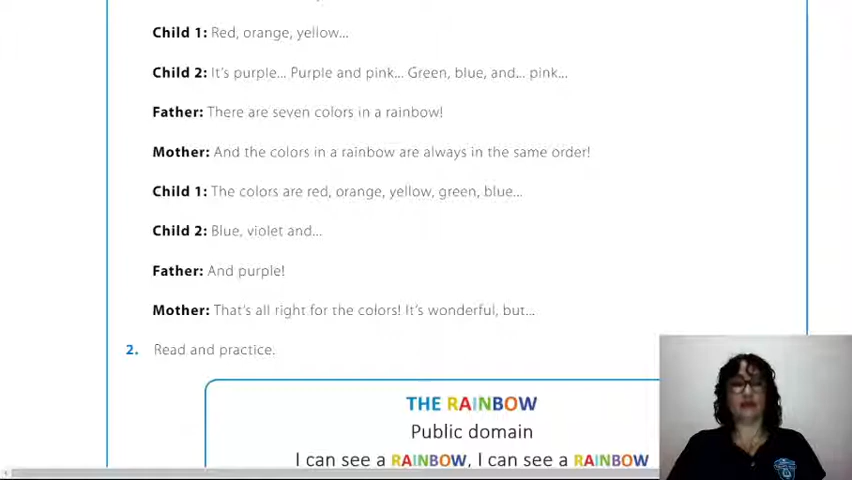 Child 1: Red, orange, yellow...
Child 2: It's purple... Purple and pink... Green, blue, and... pink...
Father: There are seven colors in a rainbow!
Mother: And the colors in a rainbow are always in the same order!
Child 1: The colors are red, orange, yellow, green, blue...
Child 2: Blue, violet and...
Father: And purple!
Mother: That's all right for the colors! It's wonderful, but...
2. Read and practice.
THE RAINBOW
Public domain
I can see a RAINBOW, I can see a RAINBOW